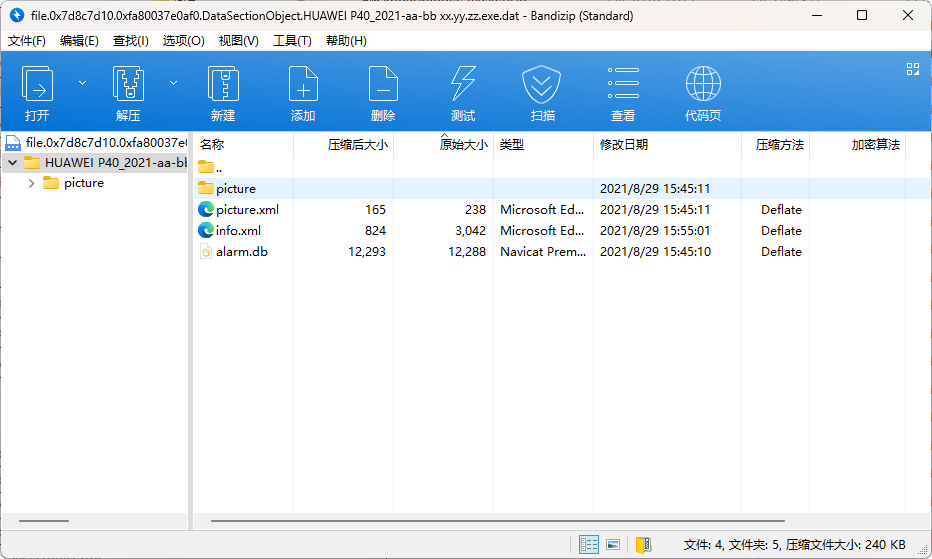 file.0x7d8c7d10.0xfa80037e0af0.DataSectionObject.HUAWEI P40_2021-aa-bb xx.yy.zz.exe.dat - Bandizip (Standard)
文件(F) 编辑(E) 查找(I) 选项(O) 视图(V) 工具(T) 帮助(H)
打开 解压 新建 添加 删除 测试 扫描 查看 代码页
file.0x7d8c7d10.0xfa80037e0
HUAWEI P40_2021-aa-bb
picture
名称 压缩后大小 原始大小 类型 修改日期 压缩方法 加密算法
..
picture 2021/8/29 15:45:11
picture.xml 165 238 Microsoft Ed... 2021/8/29 15:45:11 Deflate
info.xml 824 3,042 Microsoft Ed... 2021/8/29 15:55:01 Deflate
alarm.db 12,293 12,288 Navicat Prem... 2021/8/29 15:45:10 Deflate
文件: 4, 文件夹: 5, 压缩文件大小: 240 KB